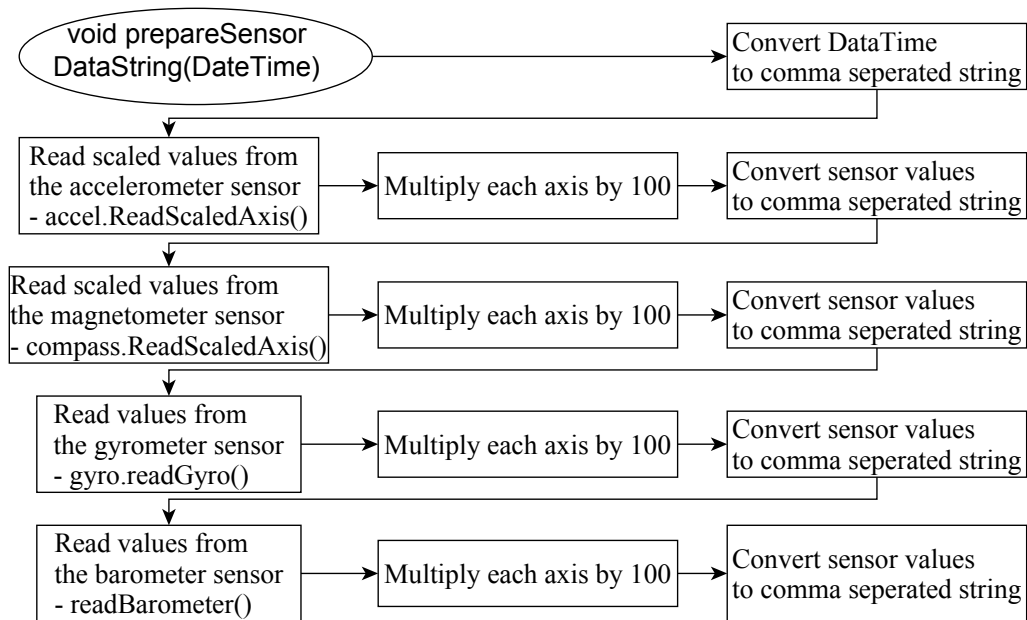 void prepareSensor
DataString(DateTime)
Convert DataTime
to comma seperated string
Read scaled values from
the accelerometer sensor
- accel.ReadScaledAxis()
Multiply each axis by 100
Convert sensor values
to comma seperated string
Read scaled values from
the magnetometer sensor
- compass.ReadScaledAxis()
Multiply each axis by 100
Convert sensor values
to comma seperated string
Read values from
the gyrometer sensor
- gyro.readGyro()
Multiply each axis by 100
Convert sensor values
to comma seperated string
Read values from
the barometer sensor
- readBarometer()
Multiply each axis by 100
Convert sensor values
to comma seperated string